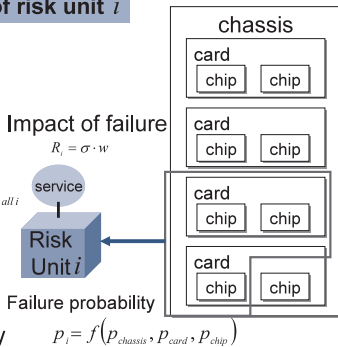 of risk unit i
chassis
card
chip chip
card
chip chip
card
chip chip
card
chip chip
Impact of failure
R_i = σ · w
service
all i
Risk
Unit i
Failure probability
p_i = f(p_chassis, p_card, p_chip)